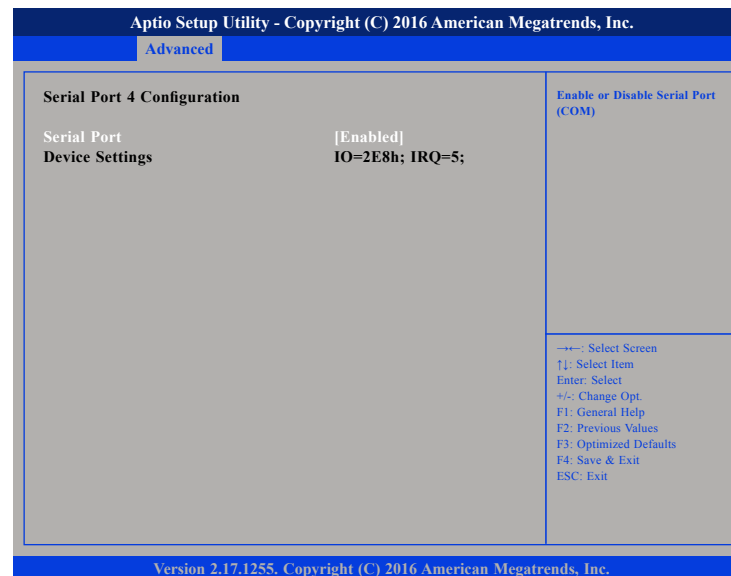 Aptio Setup Utility - Copyright (C) 2016 American Megatrends, Inc.
Advanced
Serial Port 4 Configuration
Serial Port [Enabled]
Device Settings IO=2E8h; IRQ=5;
Enable or Disable Serial Port
(COM)
→←: Select Screen
↑↓: Select Item
Enter: Select
+/-: Change Opt.
F1: General Help
F2: Previous Values
F3: Optimized Defaults
F4: Save & Exit
ESC: Exit
Version 2.17.1255. Copyright (C) 2016 American Megatrends, Inc.